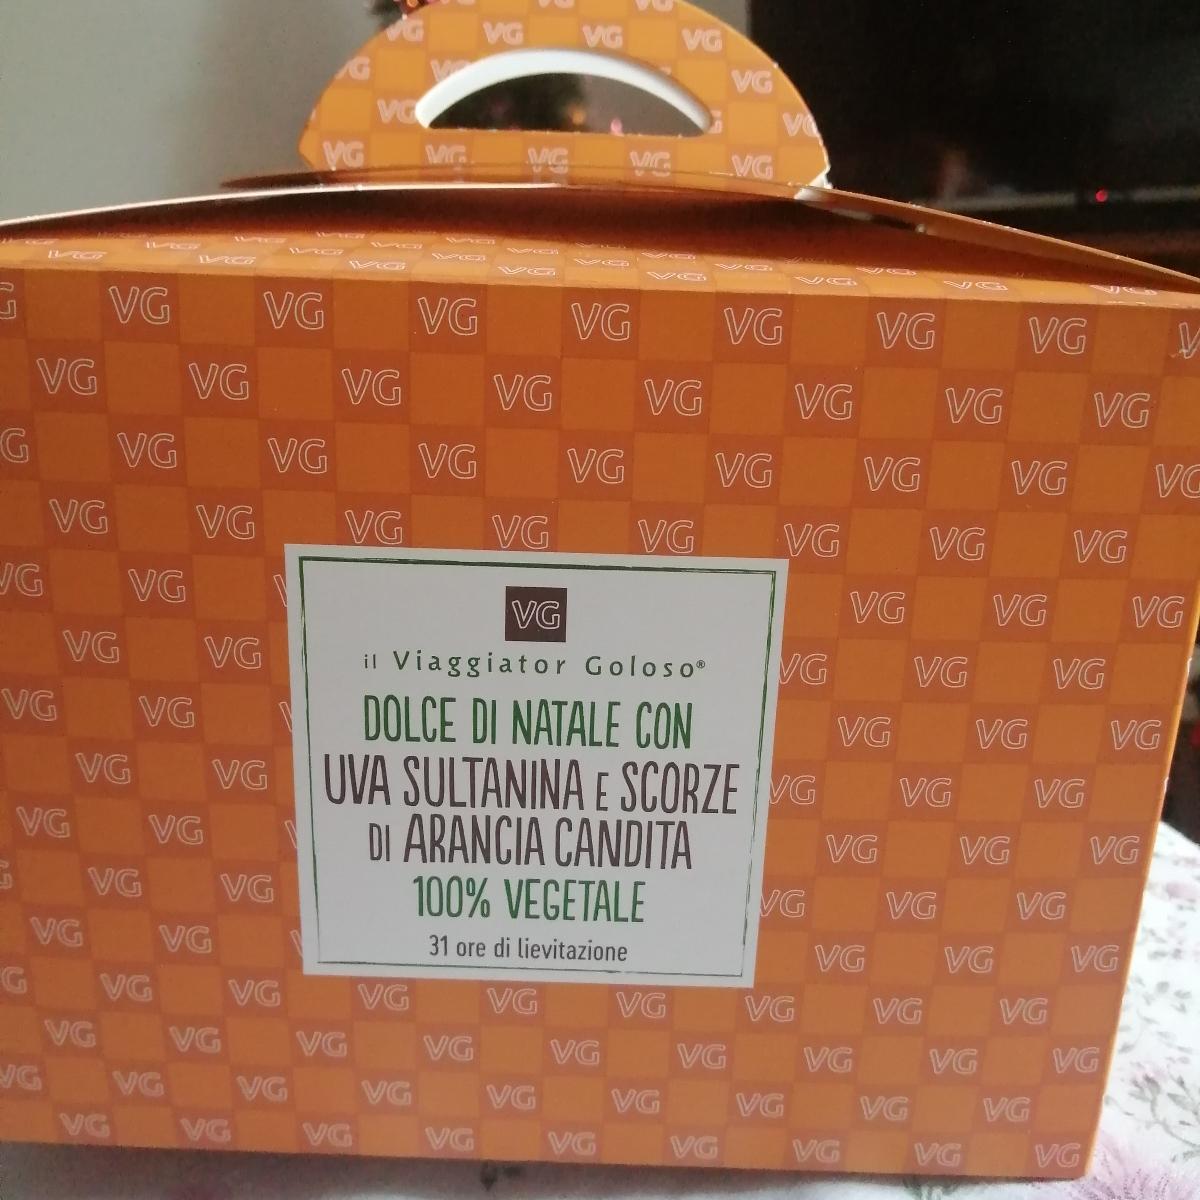 VG
il Viaggiator Goloso®
DOLCE DI NATALE CON
UVA SULTANINA E SCORZE
DI ARANCIA CANDITA
100% VEGETALE
31 ore di lievitazione